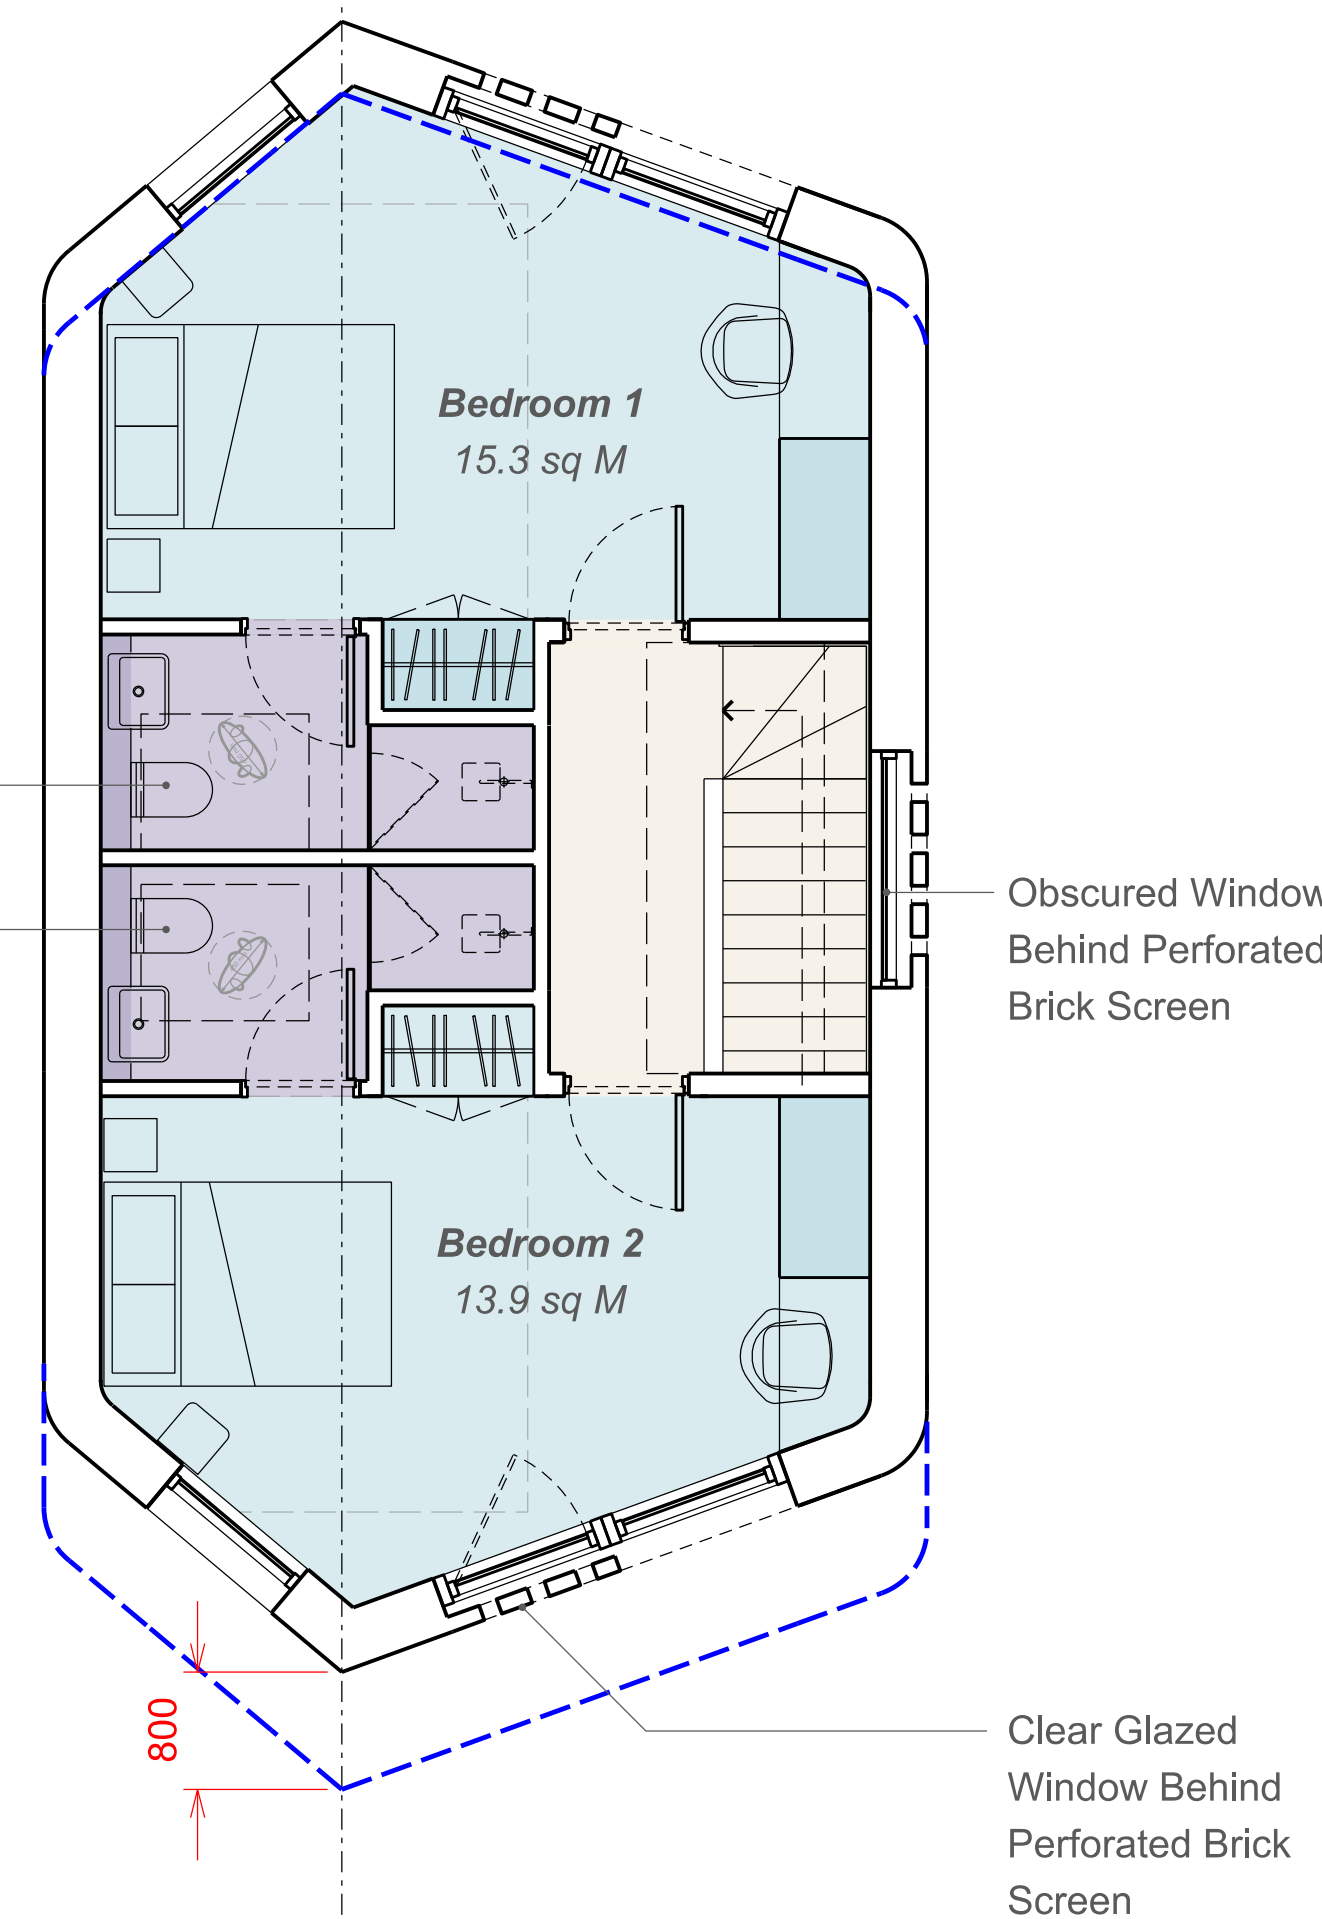 Bedroom 1
15.3 sq M
Obscured Window
Behind Perforated
Brick Screen
Bedroom 2
13.9 sq M
800
Clear Glazed
Window Behind
Perforated Brick
Screen